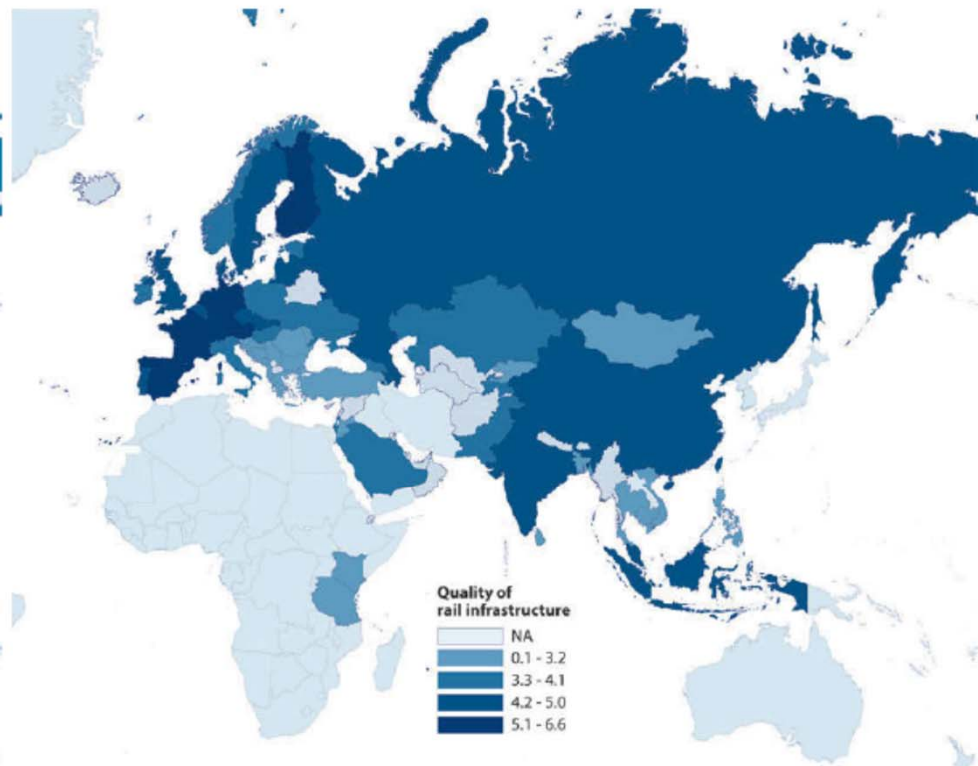 Quality of
rail infrastructure
NA
0.1 - 3.2
3.3 - 4.1
4.2 - 5.0
5.1 - 6.6